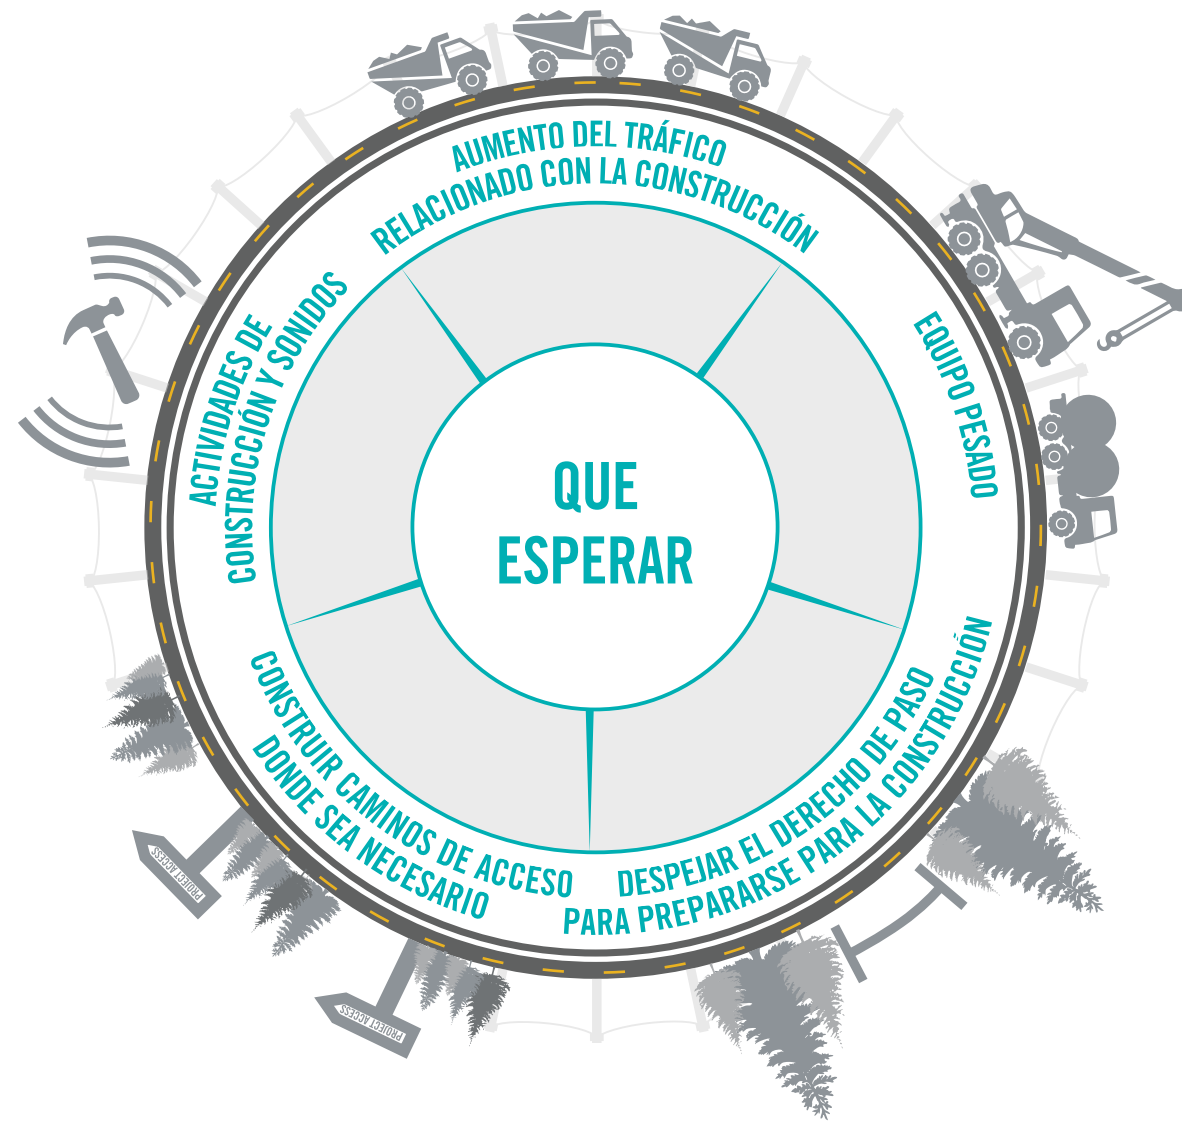 AUMENTO DEL TRÁFICO
RELACIONADO CON LA CONSTRUCCIÓN
EQUIPO PESADO
DESPEJAR EL DERECHO DE PASO
PARA PREPARARSE PARA LA CONSTRUCCIÓN
CONSTRUIR CAMINOS DE ACCESO
DONDE SEA NECESARIO
ACTIVIDADES DE
CONSTRUCCIÓN Y SONIDOS
QUE
ESPERAR
PROJECT ACCESS
PROJECT ACCESS